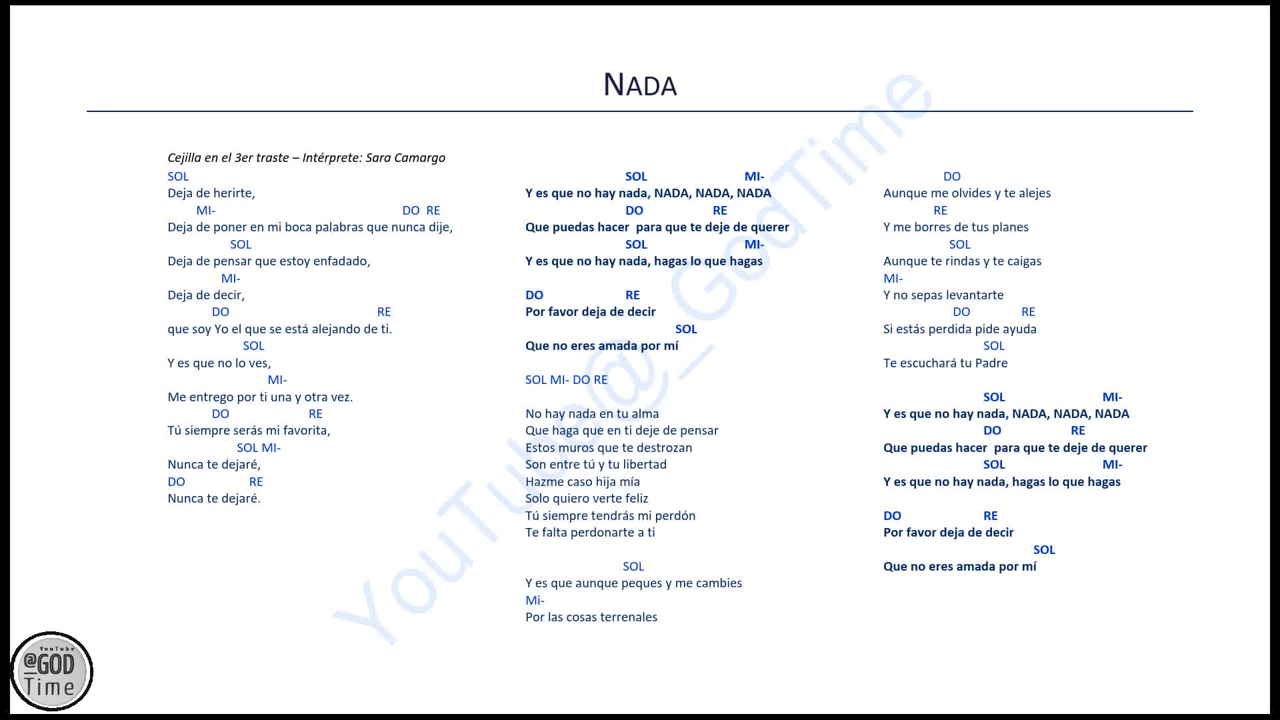 NADA
Cejilla en el 3er traste – Intérprete: Sara Camargo
SOL
Deja de herirte,
MI- DO RE
Deja de poner en mi boca palabras que nunca dije,
SOL
Deja de pensar que estoy enfadado,
MI-
Deja de decir,
DO RE
que soy Yo el que se está alejando de ti.
SOL
Y es que no lo ves,
MI-
Me entrego por ti una y otra vez.
DO RE
Tú siempre serás mi favorita,
SOL MI-
Nunca te dejaré,
DO RE
Nunca te dejaré.
SOL MI-
Y es que no hay nada, NADA, NADA, NADA
DO RE
Que puedas hacer  para que te deje de querer
SOL MI-
Y es que no hay nada, hagas lo que hagas
DO RE
Por favor deja de decir
SOL
Que no eres amada por mí
SOL MI- DO RE
No hay nada en tu alma
Que haga que en ti deje de pensar
Estos muros que te destrozan
Son entre tú y tu libertad
Hazme caso hija mía
Solo quiero verte feliz
Tú siempre tendrás mi perdón
Te falta perdonarte a ti
SOL
Y es que aunque peques y me cambies
Mi-
Por las cosas terrenales
DO
Aunque me olvides y te alejes
RE
Y me borres de tus planes
SOL
Aunque te rindas y te caigas
MI-
Y no sepas levantarte
DO RE
Si estás perdida pide ayuda
SOL
Te escuchará tu Padre
SOL MI-
Y es que no hay nada, NADA, NADA, NADA
DO RE
Que puedas hacer  para que te deje de querer
SOL MI-
Y es que no hay nada, hagas lo que hagas
DO RE
Por favor deja de decir
SOL
Que no eres amada por mí
YouTube@_GodTime
YouTube
@GOD
Time